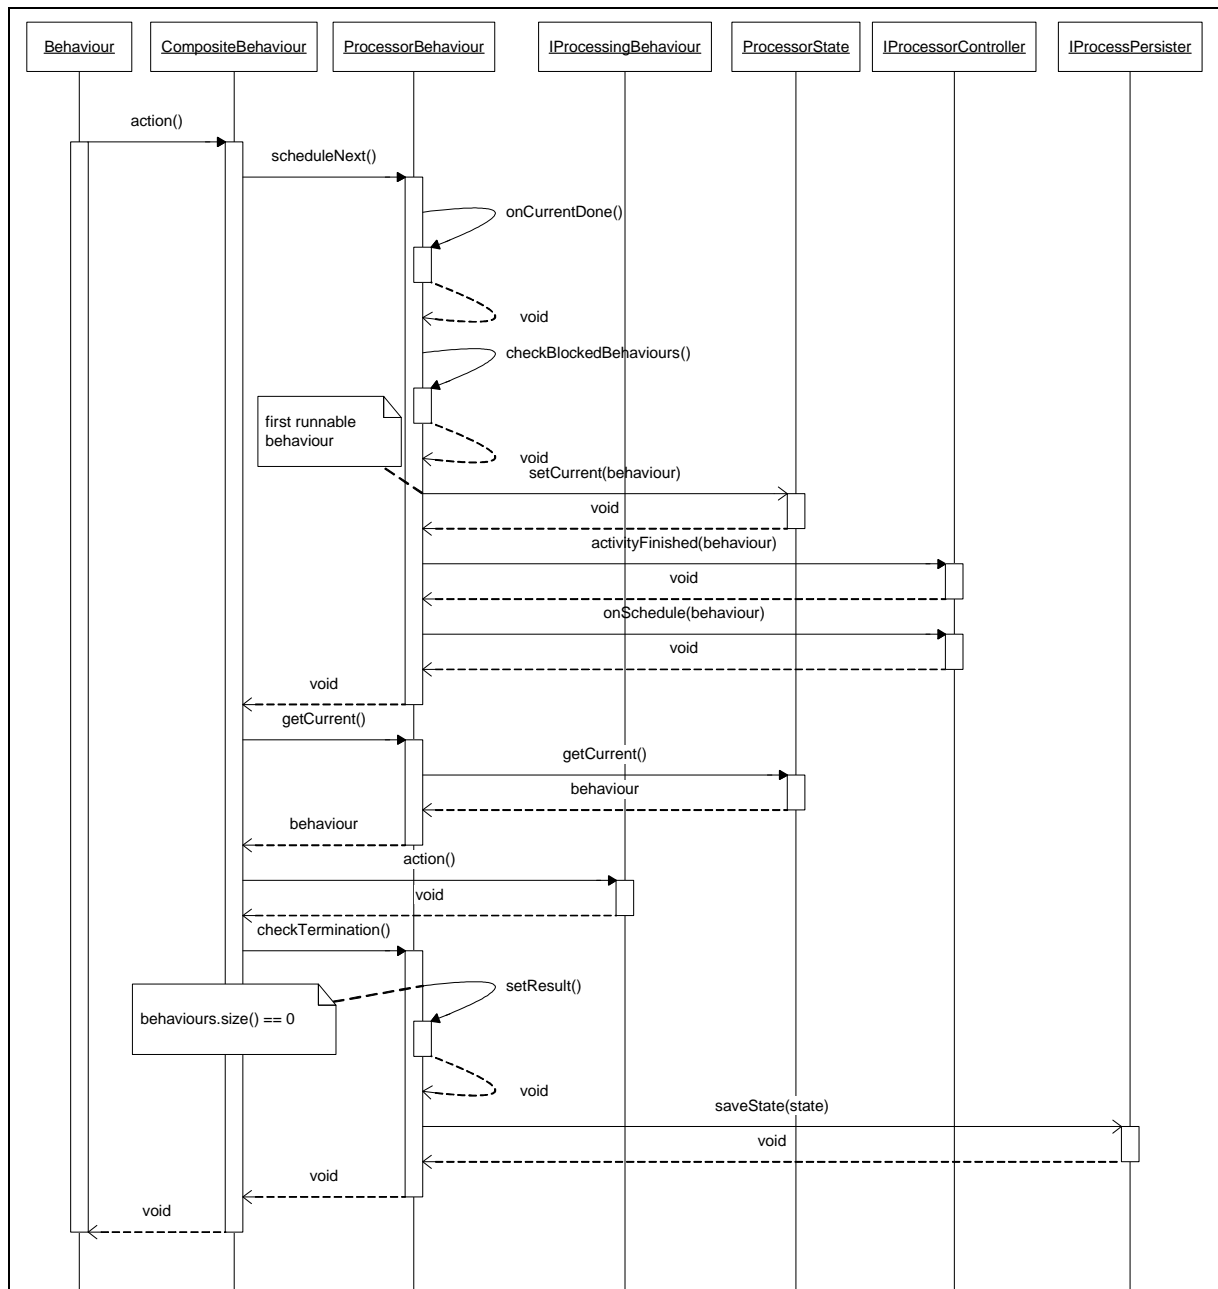 Behaviour
CompositeBehaviour
ProcessorBehaviour
IProcessingBehaviour
ProcessorState
IProcessorController
IProcessPersister
action()
scheduleNext()
onCurrentDone()
void
checkBlockedBehaviours()
first runnable
behaviour
void
setCurrent(behaviour)
void
activityFinished(behaviour)
void
onSchedule(behaviour)
void
void
getCurrent()
getCurrent()
behaviour
behaviour
action()
void
checkTermination()
setResult()
behaviours.size() == 0
void
saveState(state)
void
void
void